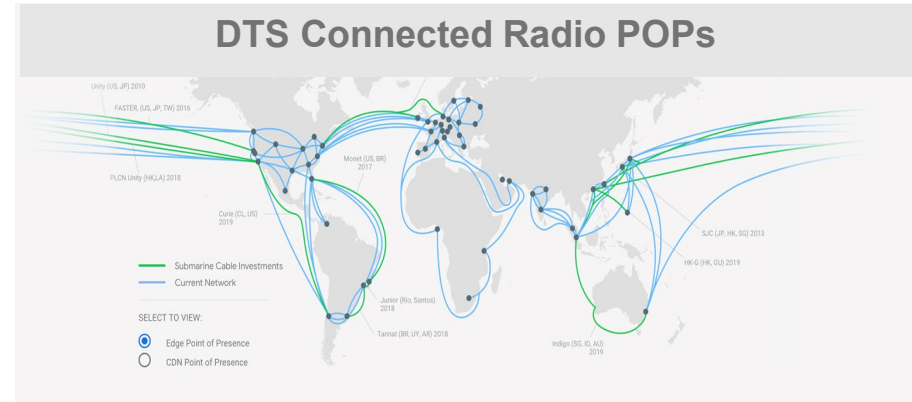 DTS Connected Radio POPs
Unity (US, JP) 2010
FASTER, (US, JP, TW) 2016
PLCN Unity (HK,LA) 2018
Monet (US, BR)
2017
Curie (CL, US)
2019
SJC (JP, HK, SG) 2013
HK-G (HK, GU) 2019
Submarine Cable Investments
Current Network
Junior (Rio, Santos)
2018
Tannat (BR, UY, AR) 2018
Indigo (SG, ID, AU)
2019
SELECT TO VIEW:
Edge Point of Presence
CDN Point of Presence